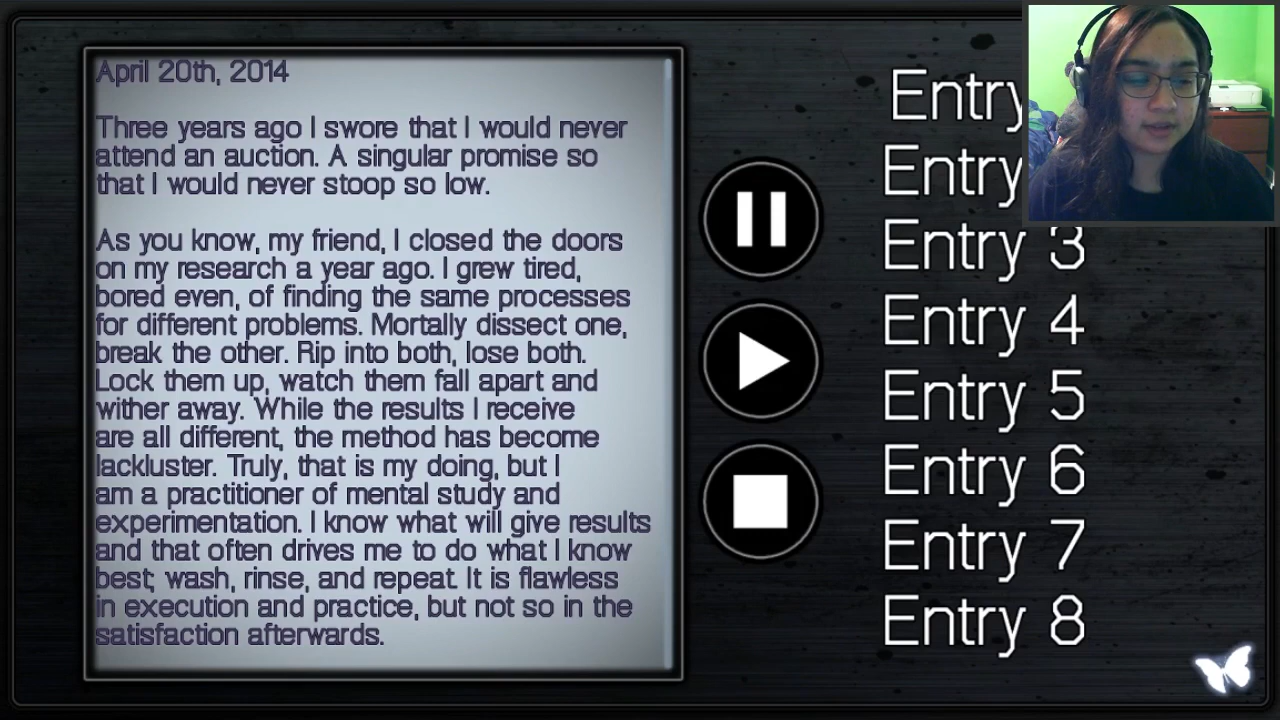 April 20th, 2014
Three years ago I swore that I would never
attend an auction. A singular promise so
that I would never stoop so low.
As you know, my friend, I closed the doors
on my research a year ago. I grew tired,
bored even, of finding the same processes
for different problems. Mortally dissect one,
break the other. Rip into both, lose both.
Lock them up, watch them fall apart and
wither away. While the results I receive
are all different, the method has become
lackluster. Truly, that is my doing, but I
am a practitioner of mental study and
experimentation. I know what will give results
and that often drives me to do what I know
best; wash, rinse, and repeat. It is flawless
in execution and practice, but not so in the
satisfaction afterwards.
Entry
Entry
Entry 3
Entry 4
Entry 5
Entry 6
Entry 7
Entry 8